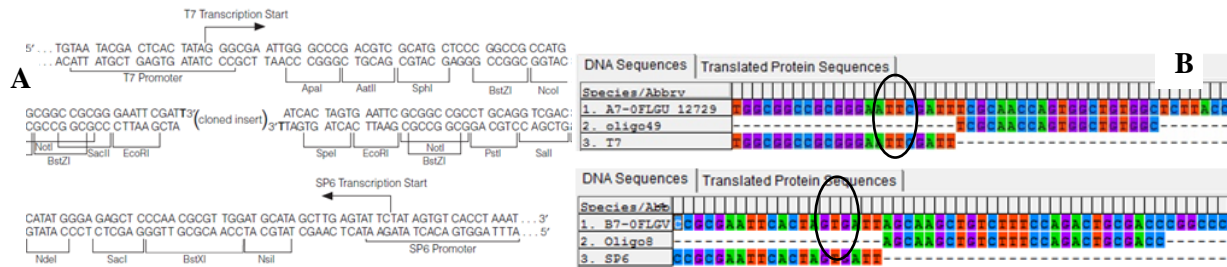 A
T7 Transcription Start
5′ ... TGTAA TACGA CTCAC TATAG GGCGA ATTGG GCCCG ACGTC GCATG CTCCC GGCCG CCATG
ACATT ATGCT GAGTG ATATC CCGCT TAACC CGGGC TGCAG CGTAC GAGGG CCGGC GGTAC
T7 Promoter
ApaI AatII SphI BstZI NcoI
GCGGC CGCGG GAATT CGATT3′ (cloned insert) ATCAC TAGTG AATTC GCGGC CGCCT GCAGG TCGAC
CGCCG GCGCC CTTAA GCTA 3′TTAGTG ATCAC TTAAG CGCCG GCGGA CGTCC AGCTG
NotI SacII EcoRI SpeI EcoRI NotI PstI SalI
BstZI BstZI
SP6 Transcription Start
CATAT GGGA GAGCT CCCAA CGCGT TGGAT GCATA GCTTG AGTAT TCTAT AGTGT CACCT AAAT ... 3′
GTATA CCCT CTCGA GGGTT GCGCA ACCTA CGTAT CGAAC TCATA AGATA TCACA GTGGA TTTA ... 5′
NdeI SacI BstXI NsiI SP6 Promoter
B
DNA Sequences Translated Protein Sequences
Species/Abbrv
1. A7-0FLGU 12729 TGGCGGCCGCGGGAATTCGATTTCGCAACCAGTGGCTGTGGCTCTTACC
2. oligo49 TCGCAACCAGTGGCTGTGGC
3. T7 TGGCGGCCGCGGGAATTCGATT
DNA Sequences Translated Protein Sequences
Species/Abb
1. B7-0FLGV CCGCGAATTCACTAGTGATTAGCAAGCTGTCTTTCCAGACTGCGACCCGGCCC
2. Oligo8 AGCAAGCTGTCTTTCCAGACTGCGACC
3. SP6 CCGCGAATTCACTAGTGATT